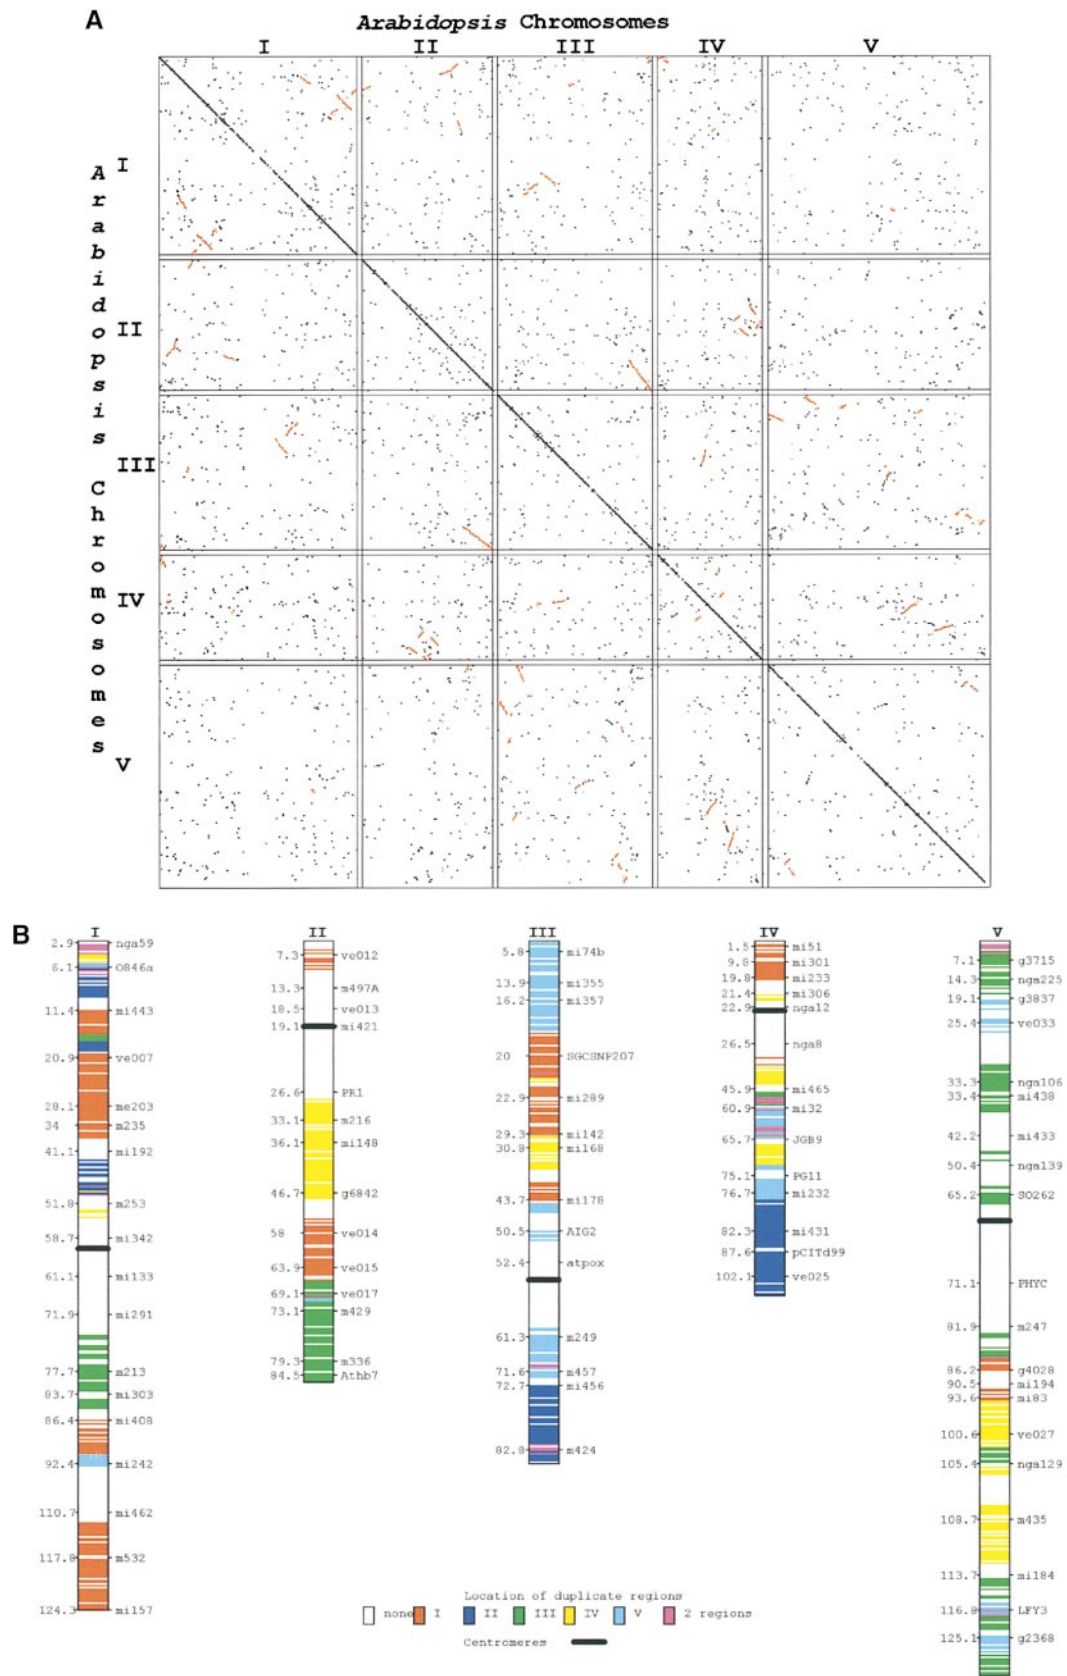 A
Arabidopsis Chromosomes
I II III IV V
Arabidopsis Chromosomes
I
II
III
IV
V
B
I
2.9 nga59
6.1 O846a
11.4 mi443
20.9 ve007
28.1 me203
34 m235
41.1 mi192
51.8 m253
58.7 mi342
61.1 mi133
71.9 mi291
77.7 m213
83.7 mi303
86.4 mi408
92.4 mi242
110.7 mi462
117.8 m532
124.3 mi157
II
7.3 ve012
13.3 m497A
18.5 ve013
19.1 mi421
26.6 PR1
33.1 m216
36.1 mi148
46.7 g6842
58 ve014
63.9 ve015
69.1 ve017
73.1 m429
79.3 m336
84.5 Athb7
III
5.8 mi74b
13.9 mi355
16.2 mi357
20 SGCSNP207
22.9 mi289
29.3 mi142
30.8 mi168
43.7 mi178
50.5 AIG2
52.4 atpox
61.3 m249
71.6 m457
72.7 mi456
82.8 m424
IV
1.5 mi51
9.8 mi301
19.8 mi233
21.4 mi306
22.9 nga12
26.5 nga8
45.9 mi465
60.9 mi32
65.7 JGB9
75.1 PG11
76.7 mi232
82.3 mi431
87.6 pCITd99
102.1 ve025
V
7.1 g3715
14.3 nga225
19.1 g3837
25.4 ve033
33.3 nga106
33.4 mi438
42.2 mi433
50.4 nga139
65.2 SO262
71.1 PHYC
81.9 m247
86.2 g4028
90.5 mi194
93.6 mi83
100.6 ve027
105.4 nga129
108.7 m435
113.7 mi184
116.8 LFY3
125.1 g2368
Location of duplicate regions
none I II III IV V 2 regions
Centromeres